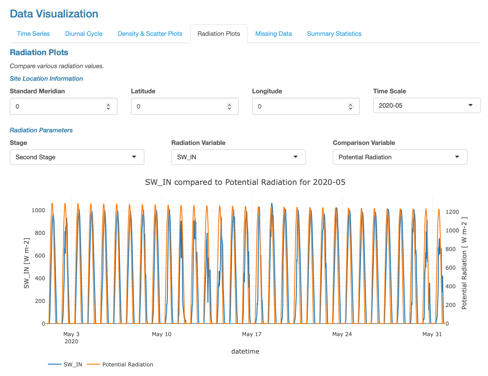 Data Visualization
Time Series
Diurnal Cycle
Density & Scatter Plots
Radiation Plots
Missing Data
Summary Statistics
Radiation Plots
Compare various radiation values.
Site Location Information
Standard Meridian
Latitude
Longitude
Time Scale
0
0
0
2020-05
Radiation Parameters
Stage
Radiation Variable
Comparison Variable
Second Stage
SW_IN
Potential Radiation
SW_IN compared to Potential Radiation for 2020-05
SW_IN [W m-2]
1000
800
600
400
200
0
1200
1000
800
600
400
200
0
Potential Radiation [ W m-2 ]
May 3
2020
May 10
May 17
May 24
May 31
datetime
SW_IN
Potential Radiation